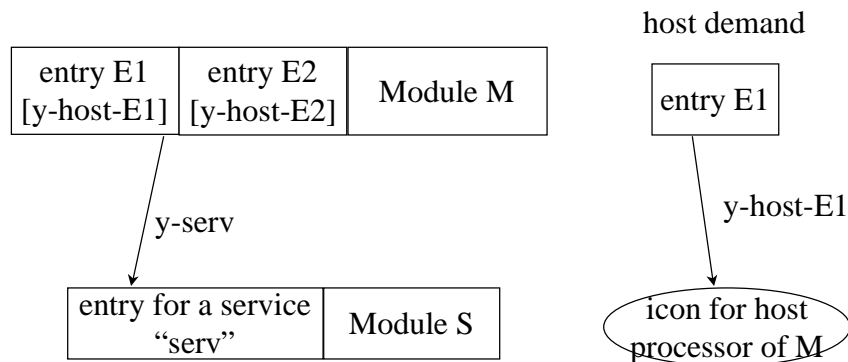 host demand
entry E1
[y-host-E1]
entry E2
[y-host-E2]
Module M
entry E1
y-serv
y-host-E1
entry for a service
“serv”
Module S
icon for host
processor of M